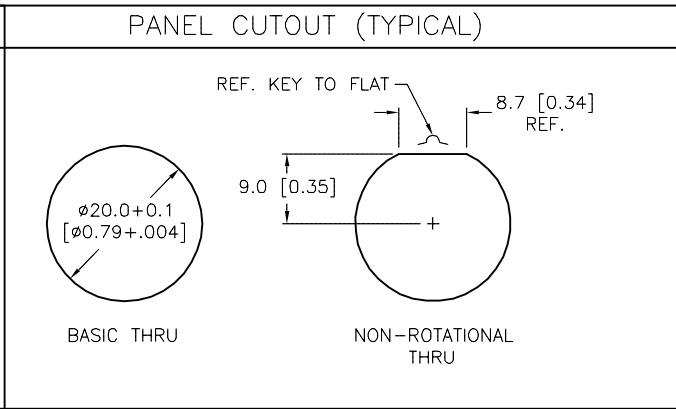 PANEL CUTOUT (TYPICAL)
REF. KEY TO FLAT
8.7 [0.34]
REF.
9.0 [0.35]
ø20.0+0.1
[ø0.79+.004]
BASIC THRU
NON-ROTATIONAL
THRU